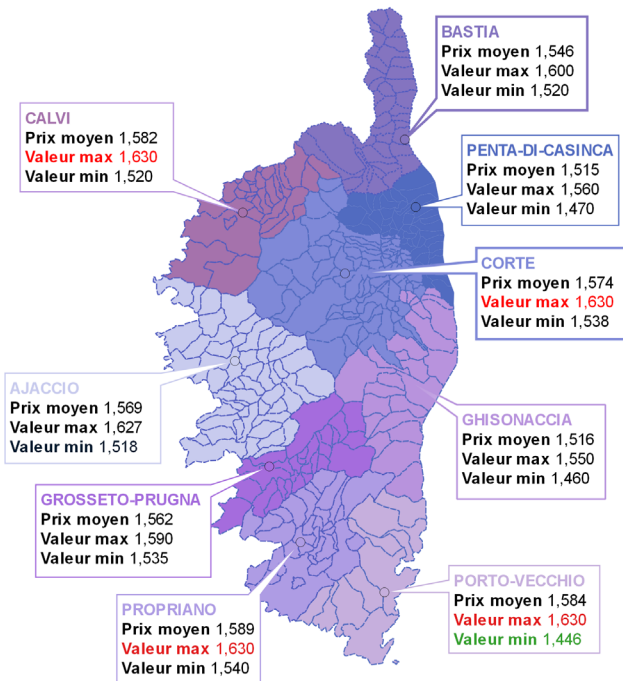 BASTIA
Prix moyen 1,546
Valeur max 1,600
Valeur min 1,520
CALVI
Prix moyen 1,582
Valeur max 1,630
Valeur min 1,520
PENTA-DI-CASINCA
Prix moyen 1,515
Valeur max 1,560
Valeur min 1,470
CORTE
Prix moyen 1,574
Valeur max 1,630
Valeur min 1,538
AJACCIO
Prix moyen 1,569
Valeur max 1,627
Valeur min 1,518
GHISONACCIA
Prix moyen 1,516
Valeur max 1,550
Valeur min 1,460
GROSSETO-PRUGNA
Prix moyen 1,562
Valeur max 1,590
Valeur min 1,535
PORTO-VECCHIO
Prix moyen 1,584
Valeur max 1,630
Valeur min 1,446
PROPRIANO
Prix moyen 1,589
Valeur max 1,630
Valeur min 1,540